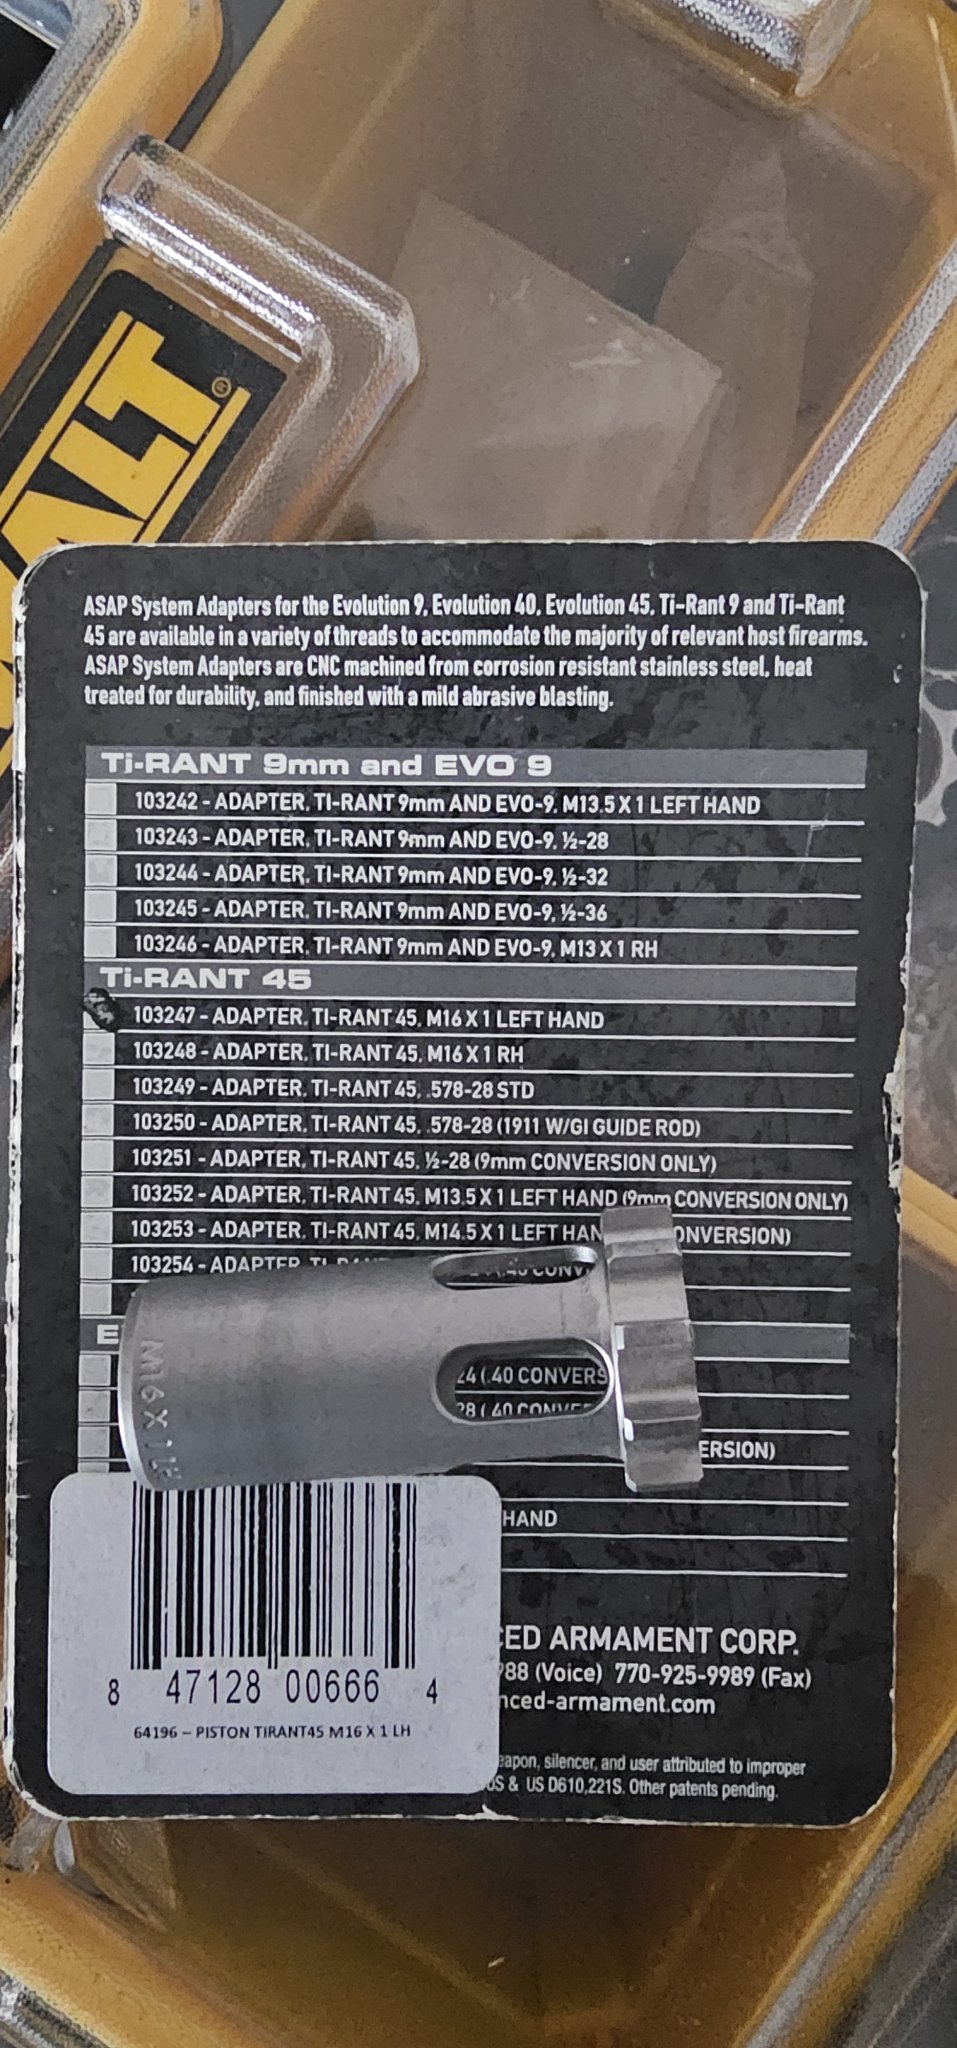 ALT®
ASAP System Adapters for the Evolution 9, Evolution 40, Evolution 45, Ti-Rant 9 and Ti-Rant
45 are available in a variety of threads to accommodate the majority of relevant host firearms.
ASAP System Adapters are CNC machined from corrosion resistant stainless steel, heat
treated for durability, and finished with a mild abrasive blasting.
Ti-RANT 9mm and EVO 9
103242 - ADAPTER, TI-RANT 9mm AND EVO-9, M13.5 X 1 LEFT HAND
103243 - ADAPTER, TI-RANT 9mm AND EVO-9, ½-28
103244 - ADAPTER, TI-RANT 9mm AND EVO-9, ½-32
103245 - ADAPTER, TI-RANT 9mm AND EVO-9, ½-36
103246 - ADAPTER, TI-RANT 9mm AND EVO-9, M13 X 1 RH
Ti-RANT 45
103247 - ADAPTER, TI-RANT 45, M16 X 1 LEFT HAND
103248 - ADAPTER, TI-RANT 45, M16 X 1 RH
103249 - ADAPTER, TI-RANT 45, .578-28 STD
103250 - ADAPTER, TI-RANT 45, .578-28 (1911 W/GI GUIDE ROD)
103251 - ADAPTER, TI-RANT 45, ½-28 (9mm CONVERSION ONLY)
103252 - ADAPTER, TI-RANT 45, M13.5 X 1 LEFT HAND (9mm CONVERSION ONLY)
103253 - ADAPTER, TI-RANT 45, M14.5 X 1 LEFT HAN ONVERSION)
103254 - ADAPTER .40 CONV
E
M16X1LH
24 (.40 CONVERS
28 (.40 CONVE
ERSION)
HAND
CED ARMAMENT CORP.
988 (Voice) 770-925-9989 (Fax)
nced-armament.com
eapon, silencer, and user attributed to improper
US & US D610,221S. Other patents pending.
8 47128 00666 4
64196 – PISTON TIRANT45 M16 X 1 LH